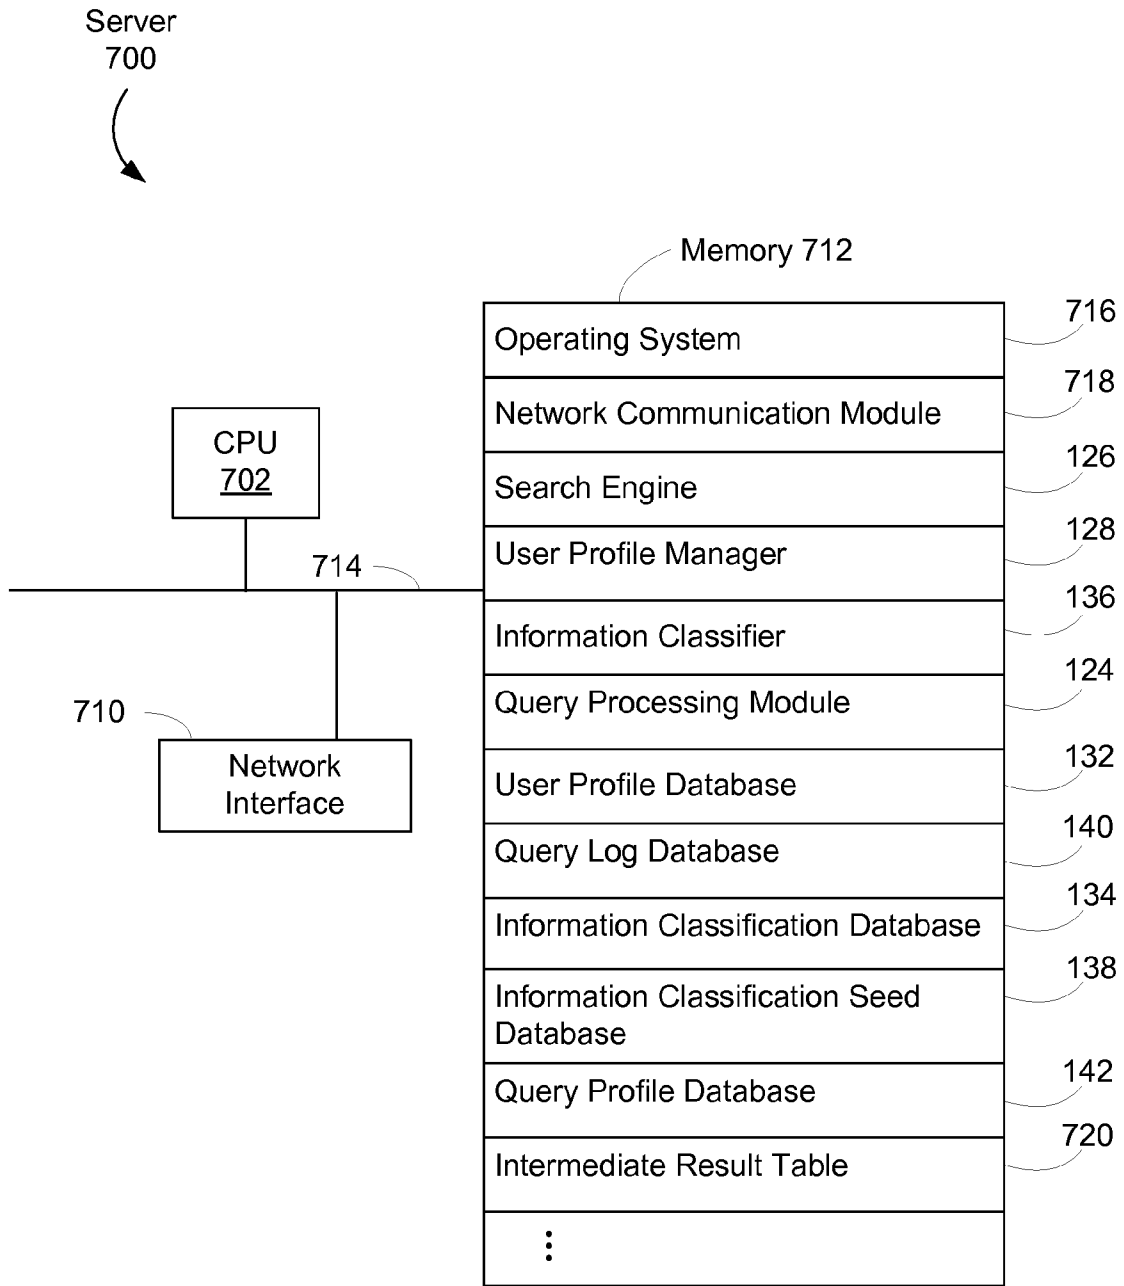 Server
700
Memory 712
Operating System
716
Network Communication Module
718
CPU
702
Search Engine
126
User Profile Manager
128
714
Information Classifier
136
Query Processing Module
124
710
Network
Interface
User Profile Database
132
Query Log Database
140
Information Classification Database
134
Information Classification Seed
Database
138
Query Profile Database
142
Intermediate Result Table
720
⋮